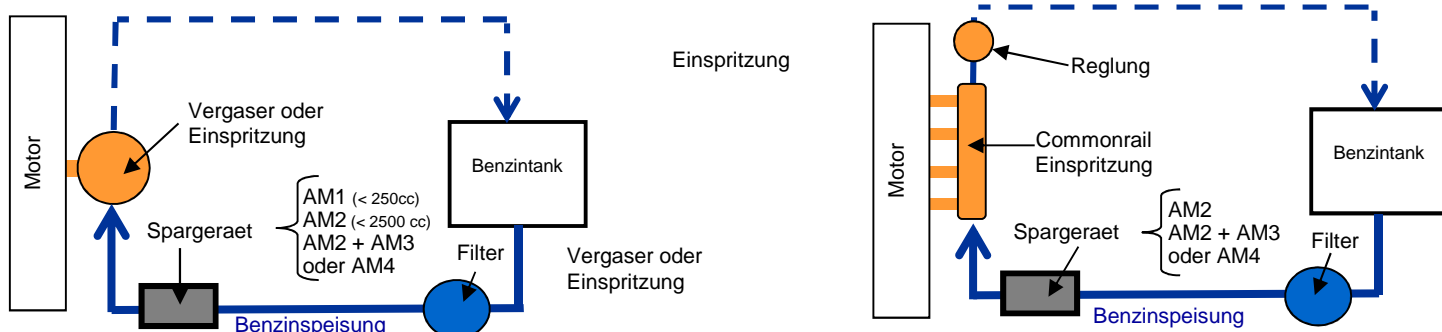 Motor
Vergaser oder
Einspritzung
Benzintank
AM1 (< 250cc)
AM2 (< 2500 cc)
AM2 + AM3
oder AM4
Spargeraet
Filter
Benzinspeisung
Einspritzung
Vergaser oder
Einspritzung
Motor
Reglung
Commonrail
Einspritzung
Benzintank
AM2
AM2 + AM3
oder AM4
Spargeraet
Filter
Benzinspeisung